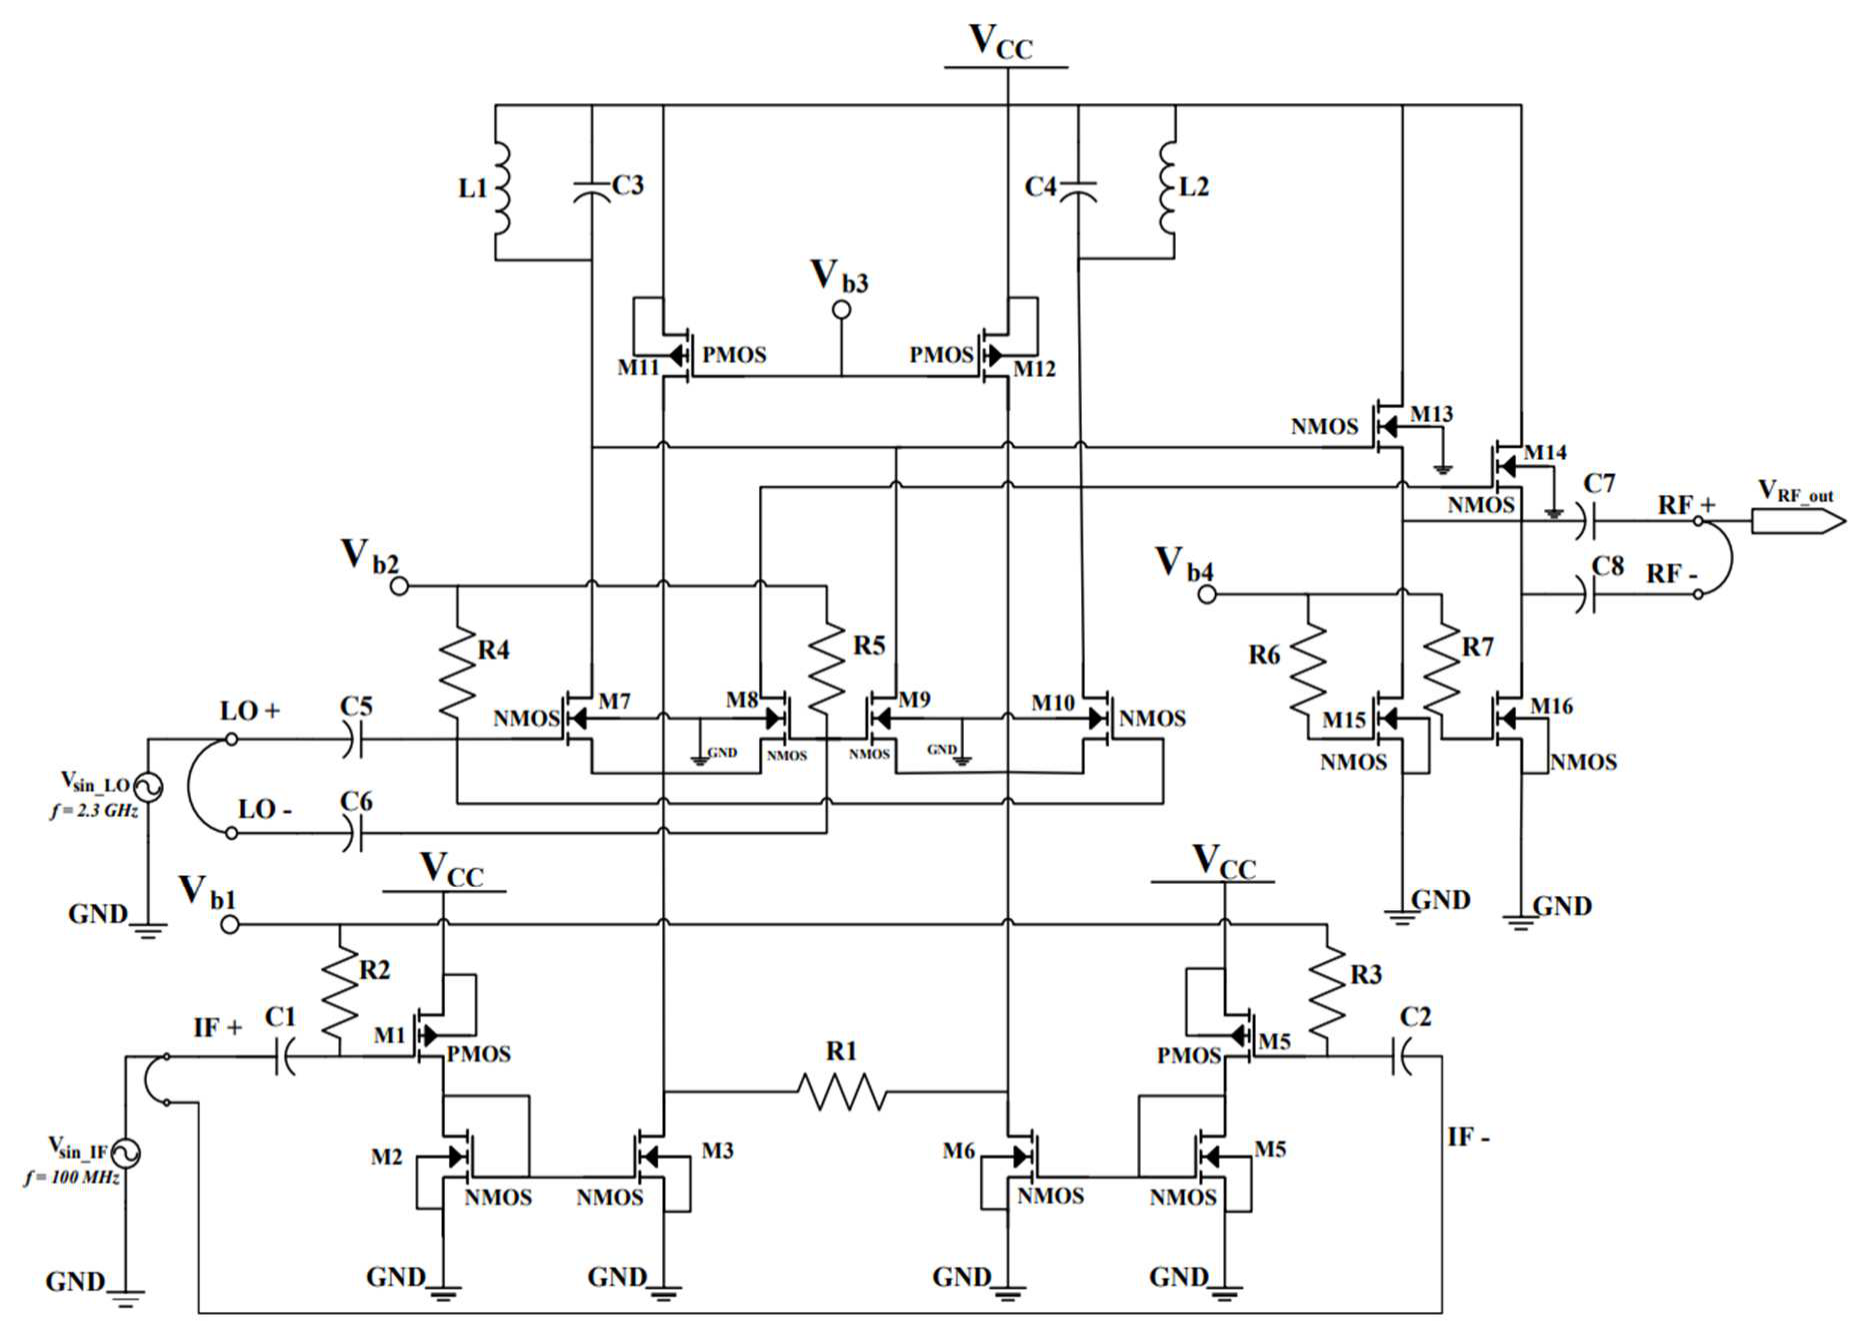 VCC
L1
C3
C4
L2
Vb3
M11
PMOS
PMOS
M12
NMOS
M13
M14
NMOS
C7
RF +
VRF_out
C8
RF -
Vb2
Vb4
R4
R5
R6
R7
LO +
C5
NMOS
M7
M8
M9
M10
NMOS
M15
M16
GND
NMOS
NMOS
GND
NMOS
NMOS
Vsin_LO
f = 2.3 GHz
LO -
C6
GND
Vb1
VCC
VCC
GND
GND
R2
R3
IF +
C1
M1
PMOS
R1
PMOS
M5
C2
Vsin_IF
f = 100 MHz
M2
NMOS
NMOS
M3
M6
NMOS
NMOS
M5
IF -
GND
GND
GND
GND
GND